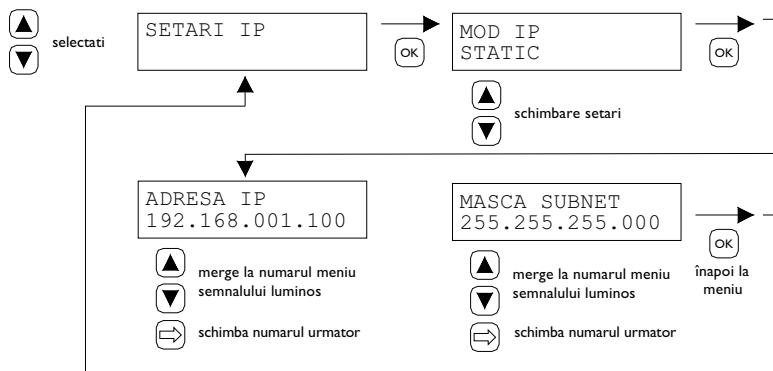 selectati
SETARI IP
OK
MOD IP
STATIC
OK
schimbare setari
ADRESA IP
192.168.001.100
merge la numarul meniu
semnalului luminos
schimba numarul urmator
MASCA SUBNET
255.255.255.000
merge la numarul meniu
semnalului luminos
schimba numarul urmator
OK
înapoi la
meniu